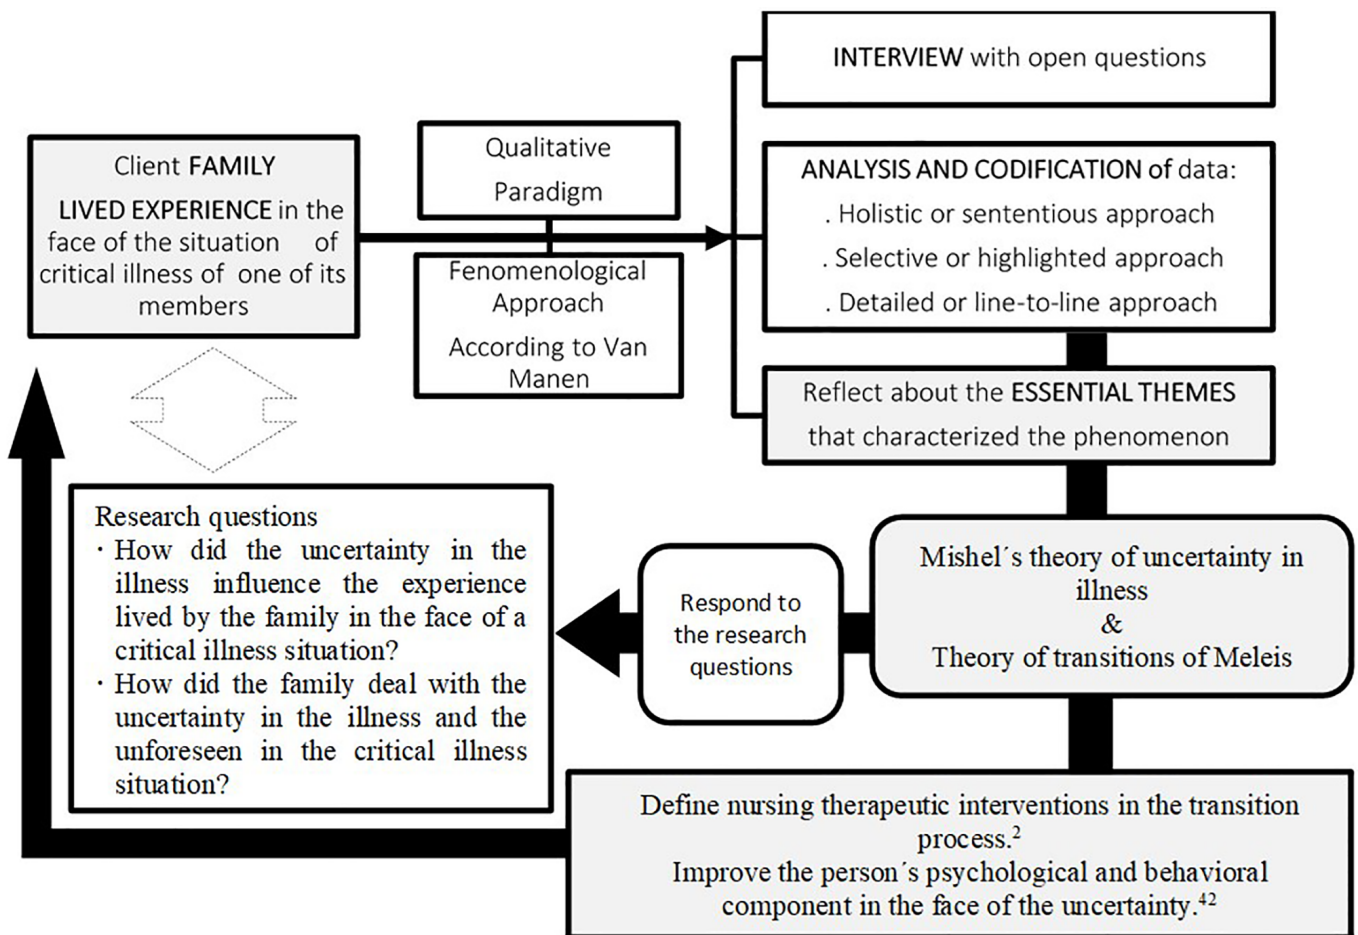 INTERVIEW with open questions
Client FAMILY
LIVED EXPERIENCE in the
face of the situation of
critical illness of one of its
members
Qualitative
Paradigm
Fenomenological
Approach
According to Van
Manen
ANALYSIS AND CODIFICATION of data:
. Holistic or sententious approach
. Selective or highlighted approach
. Detailed or line-to-line approach
Reflect about the ESSENTIAL THEMES
that characterized the phenomenon
Research questions
· How did the uncertainty in the
illness influence the experience
lived by the family in the face of a
critical illness situation?
· How did the family deal with the
uncertainty in the illness and the
unforeseen in the critical illness
situation?
Respond to
the research
questions
Mishel´s theory of uncertainty in
illness
&
Theory of transitions of Meleis
Define nursing therapeutic interventions in the transition
process.²
Improve the person´s psychological and behavioral
component in the face of the uncertainty.⁴²